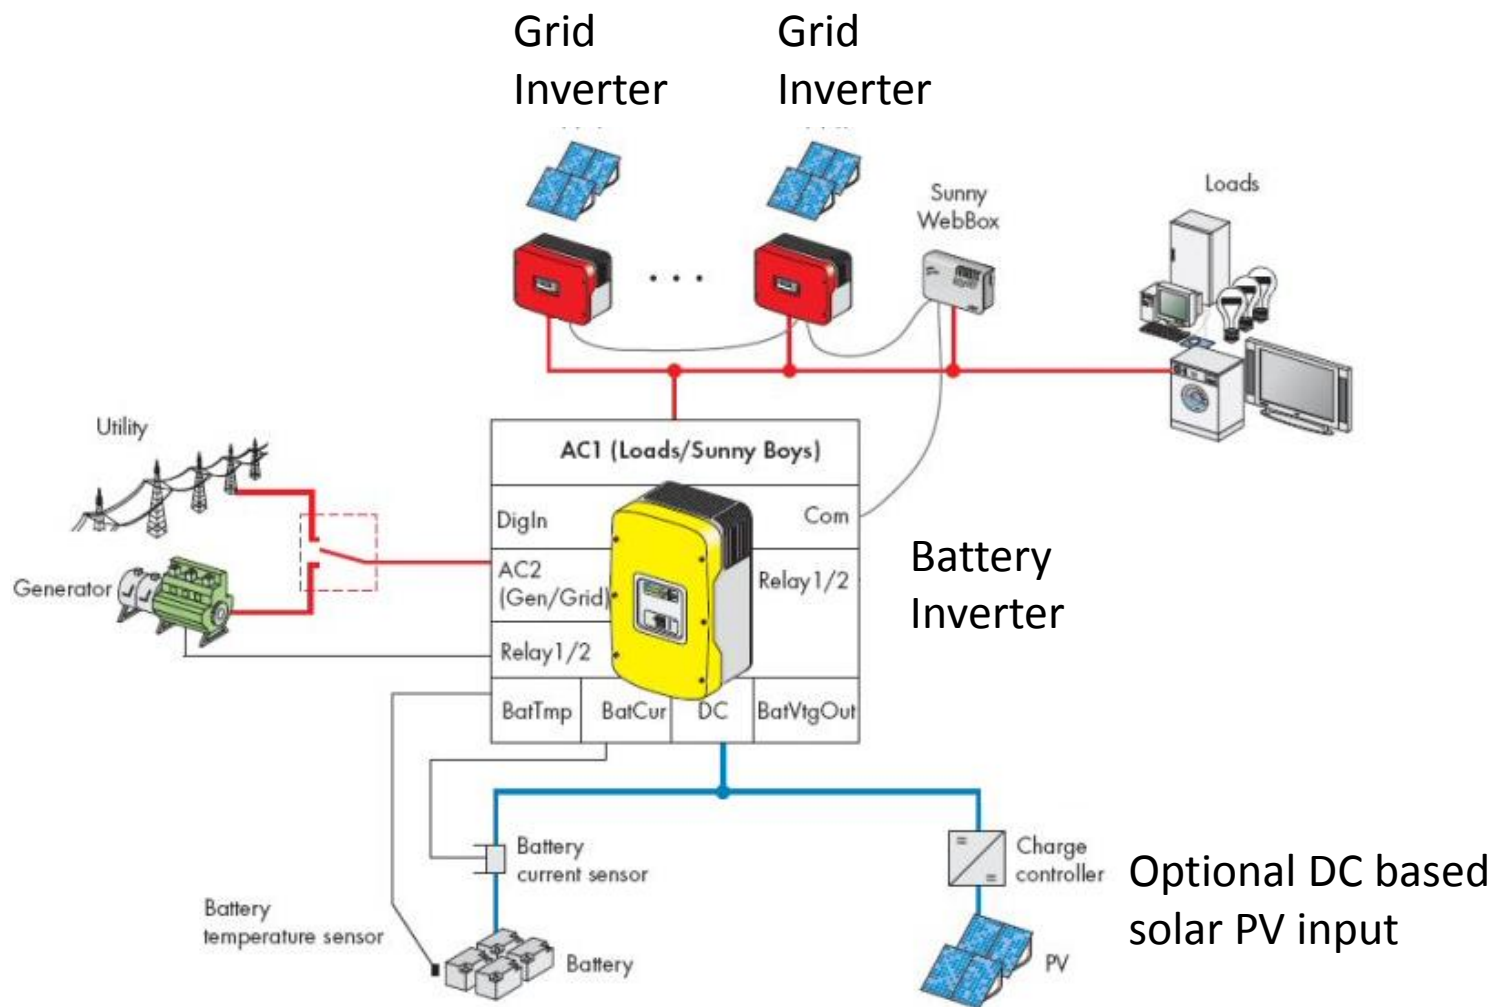 Grid
Inverter
Grid
Inverter
Sunny
WebBox
Loads
Utility
AC1 (Loads/Sunny Boys)
DigIn
Com
AC2
(Gen/Grid)
Relay1/2
Battery
Inverter
Generator
Relay1/2
BatTmp
BatCur
DC
BatVtgOut
Battery
current sensor
Charge
controller
Optional DC based
solar PV input
Battery
temperature sensor
Battery
PV